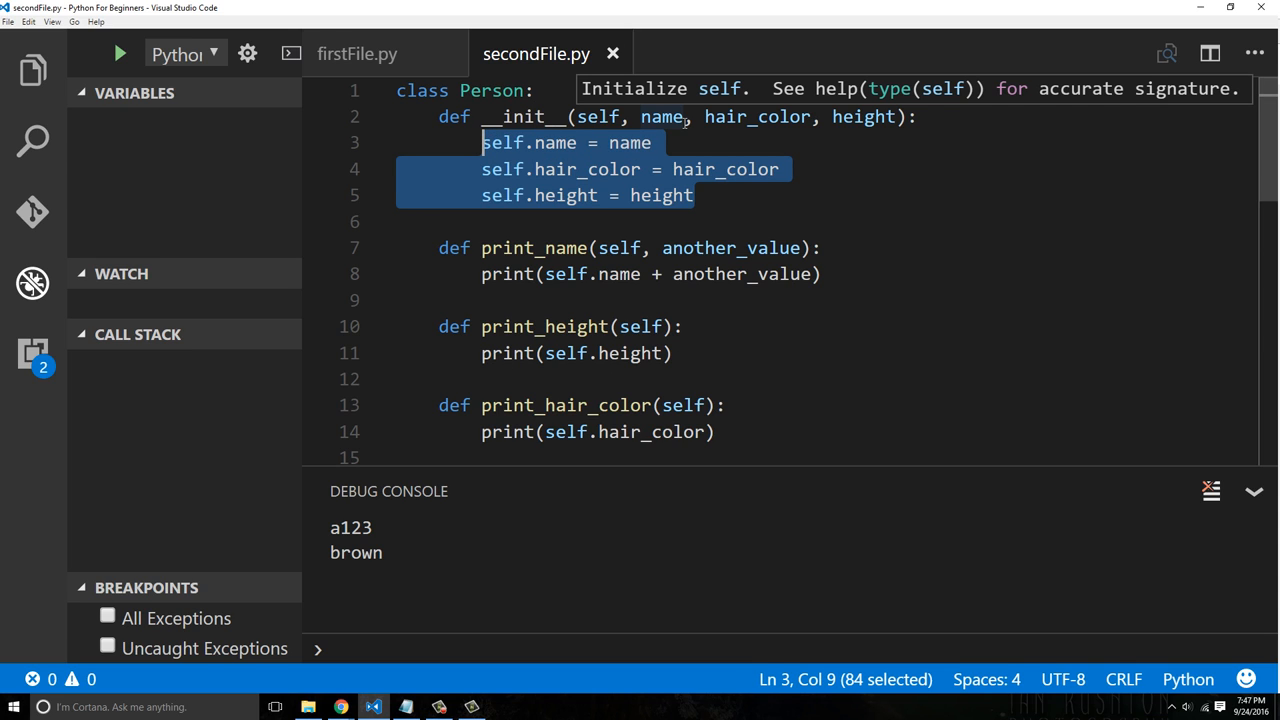 secondFile.py - Python For Beginners - Visual Studio Code
File Edit View Go Help
Python
firstFile.py
secondFile.py
VARIABLES
WATCH
CALL STACK
BREAKPOINTS
All Exceptions
Uncaught Exceptions
2
Initialize self. See help(type(self)) for accurate signature.
1 class Person:
2 def __init__(self, name, hair_color, height):
3 self.name = name
4 self.hair_color = hair_color
5 self.height = height
6
7 def print_name(self, another_value):
8 print(self.name + another_value)
9
10 def print_height(self):
11 print(self.height)
12
13 def print_hair_color(self):
14 print(self.hair_color)
15
DEBUG CONSOLE
a123
brown
0 0
Ln 3, Col 9 (84 selected) Spaces: 4 UTF-8 CRLF Python
I'm Cortana. Ask me anything.
7:47 PM
9/24/2016